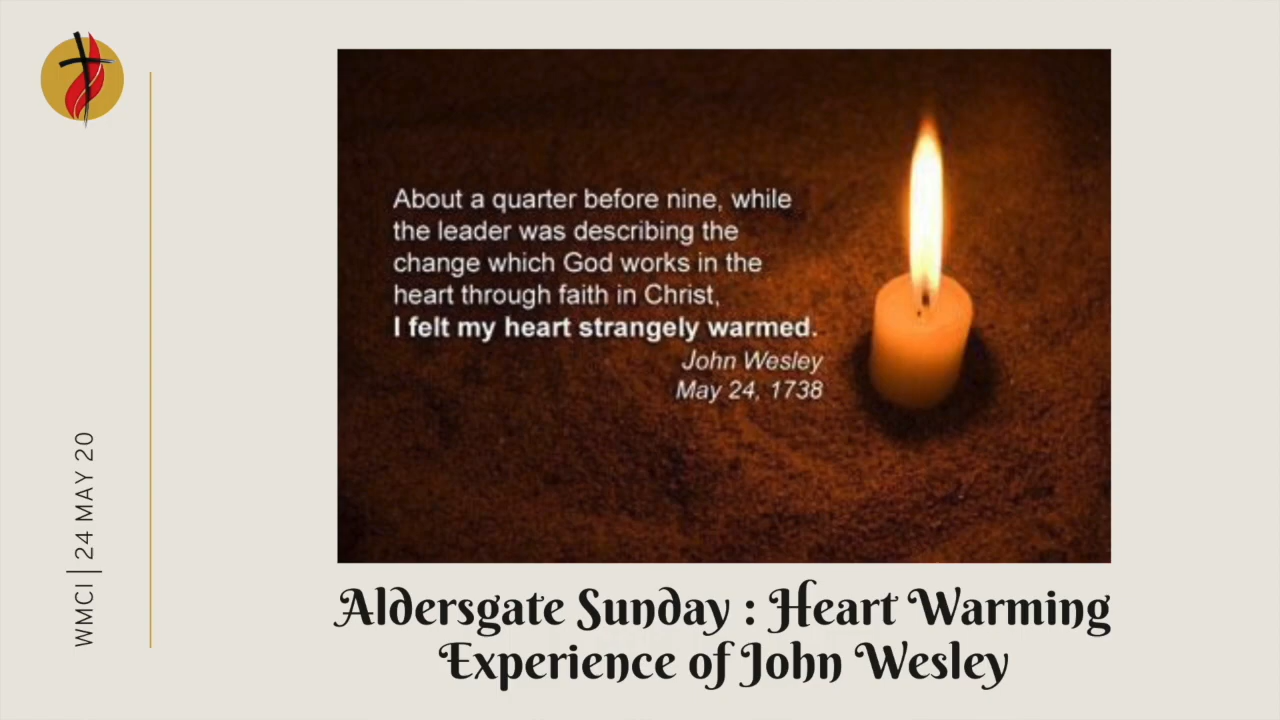 WMCI | 24 MAY 20
About a quarter before nine, while
the leader was describing the
change which God works in the
heart through faith in Christ,
I felt my heart strangely warmed.
John Wesley
May 24, 1738
Aldersgate Sunday : Heart Warming
Experience of John Wesley